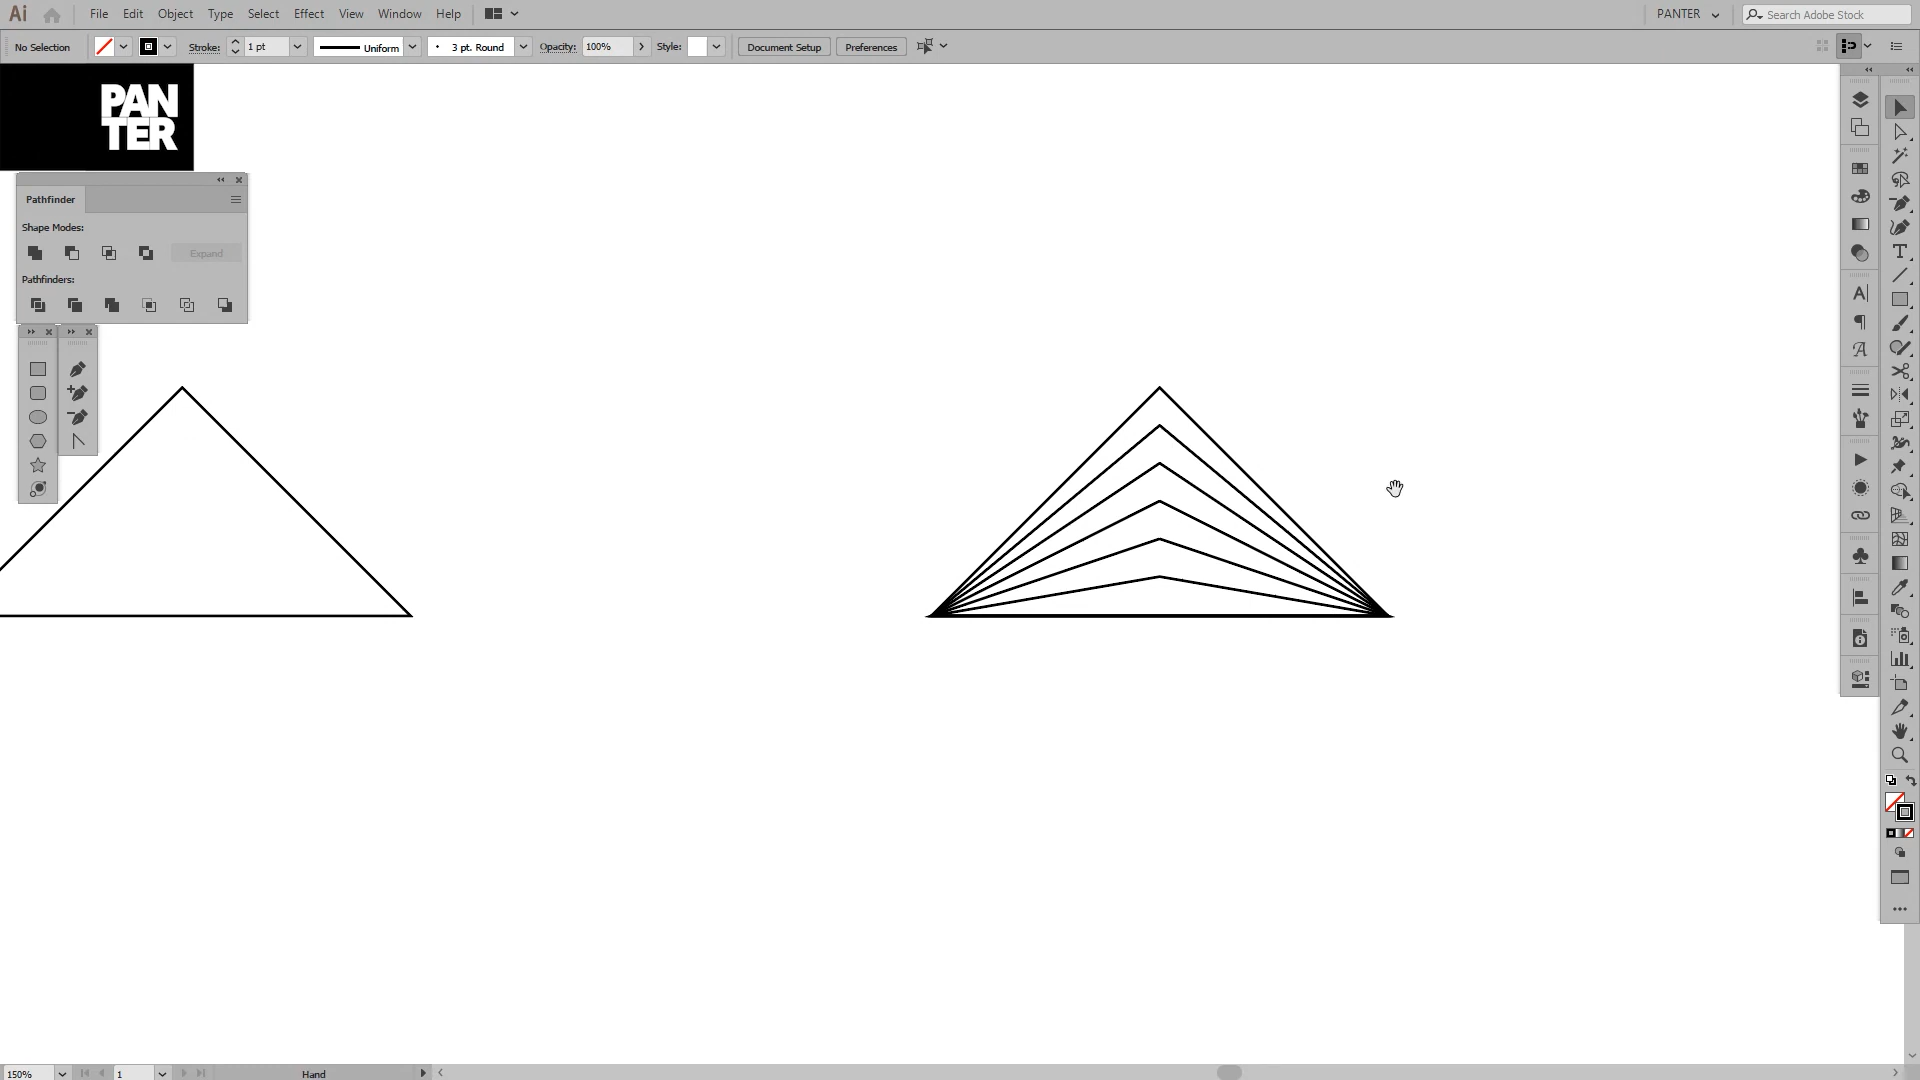 Ai File Edit Object Type Select Effect View Window Help PANTER Search Adobe Stock
No Selection Stroke: 1 pt Uniform 3 pt. Round Opacity: 100% Style: Document Setup Preferences
PAN
TER
Pathfinder
Shape Modes:
Expand
Pathfinders:
150% 1 Hand